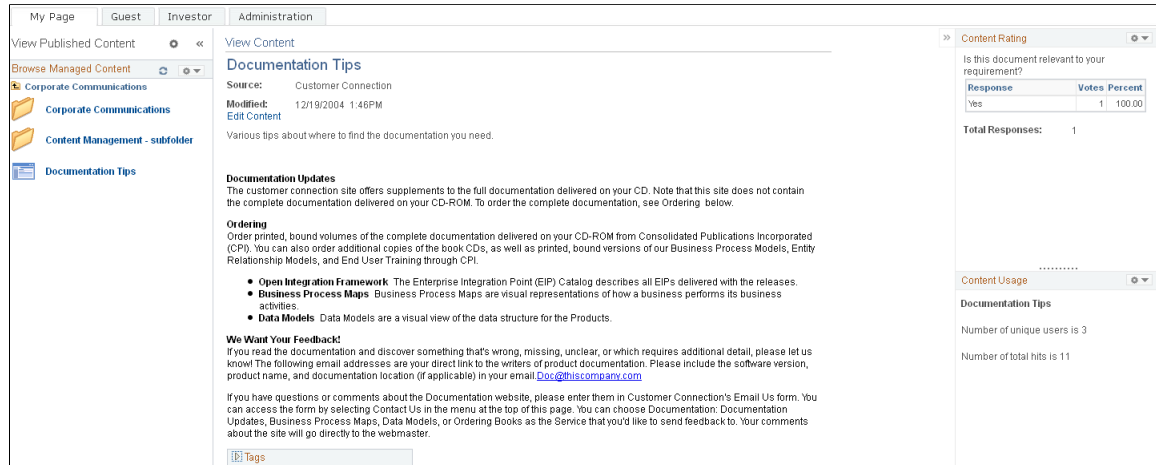 My Page
Guest
Investor
Administration
View Published Content
«
Browse Managed Content
Corporate Communications
Corporate Communications
Content Management - subfolder
Documentation Tips
View Content
Documentation Tips
Source: Customer Connection
Modified: 12/19/2004 1:46PM
Edit Content
Various tips about where to find the documentation you need.
Documentation Updates
The customer connection site offers supplements to the full documentation delivered on your CD. Note that this site does not contain
the complete documentation delivered on your CD-ROM. To order the complete documentation, see Ordering below.
Ordering
Order printed, bound volumes of the complete documentation delivered on your CD-ROM from Consolidated Publications Incorporated
(CPI). You can also order additional copies of the book CDs, as well as printed, bound versions of our Business Process Models, Entity
Relationship Models, and End User Training through CPI.
• Open Integration Framework The Enterprise Integration Point (EIP) Catalog describes all EIPs delivered with the releases.
• Business Process Maps Business Process Maps are visual representations of how a business performs its business
activities.
• Data Models Data Models are a visual view of the data structure for the Products.
We Want Your Feedback!
If you read the documentation and discover something that's wrong, missing, unclear, or which requires additional detail, please let us
know! The following email addresses are your direct link to the writers of product documentation. Please include the software version,
product name, and documentation location (if applicable) in your email.Doc@thiscompany.com
If you have questions or comments about the Documentation website, please enter them in Customer Connection's Email Us form. You
can access the form by selecting Contact Us in the menu at the top of this page. You can choose Documentation: Documentation
Updates, Business Process Maps, Data Models, or Ordering Books as the Service that you'd like to send feedback to. Your comments
about the site will go directly to the webmaster.
Tags
»
Content Rating
Is this document relevant to your
requirement?
Response Votes Percent
Yes 1 100.00
Total Responses: 1
Content Usage
Documentation Tips
Number of unique users is 3
Number of total hits is 11